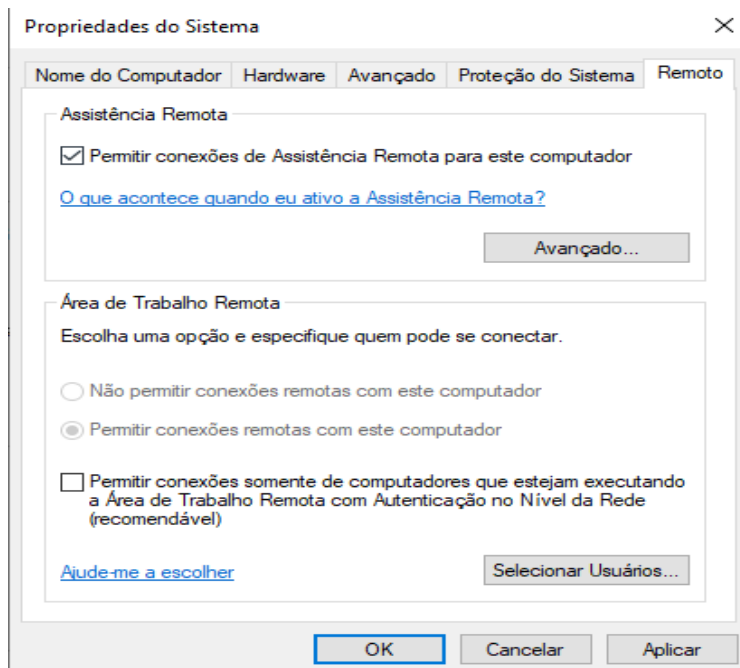 Propriedades do Sistema
Nome do Computador Hardware Avançado Proteção do Sistema Remoto
Assistência Remota
Permitir conexões de Assistência Remota para este computador
O que acontece quando eu ativo a Assistência Remota?
Avançado...
Área de Trabalho Remota
Escolha uma opção e especifique quem pode se conectar.
Não permitir conexões remotas com este computador
Permitir conexões remotas com este computador
Permitir conexões somente de computadores que estejam executando
a Área de Trabalho Remota com Autenticação no Nível da Rede
(recomendável)
Ajude-me a escolher Selecionar Usuários...
OK Cancelar Aplicar